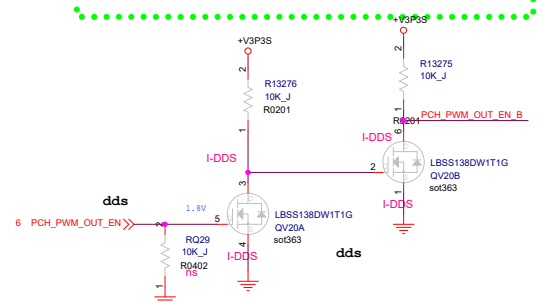 +V3P3S
+V3P3S
2
R13275
10K_J
R0201
1
PCH_PWM_OUT_EN_B
2
R13276
10K_J
R0201
1
I-DDS
I-DDS
6
2
LBSS138DW1T1G
QV20B
sot363
1
I-DDS
3
dds
1.8V
6 PCH_PWM_OUT_EN
5
LBSS138DW1T1G
QV20A
sot363
4
I-DDS
2
RQ29
10K_J
R0402
ns
1
dds